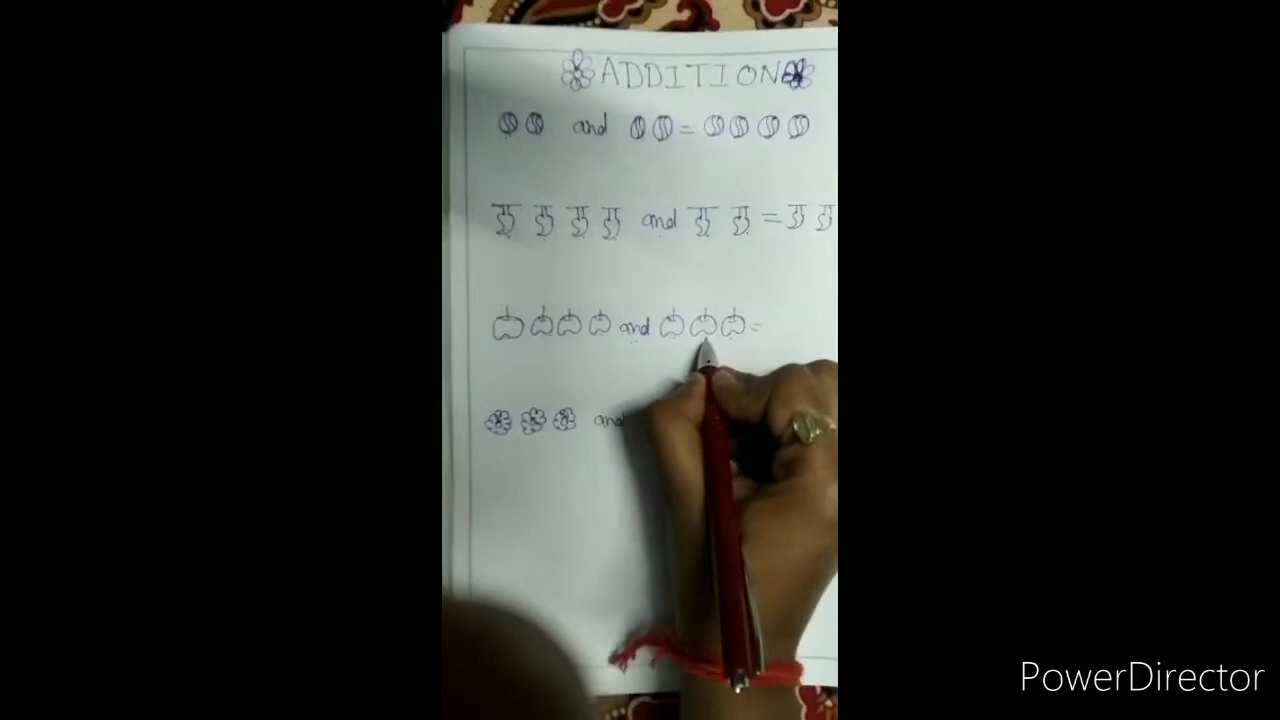 ADDITION
and =
and =
and =
and
PowerDirector